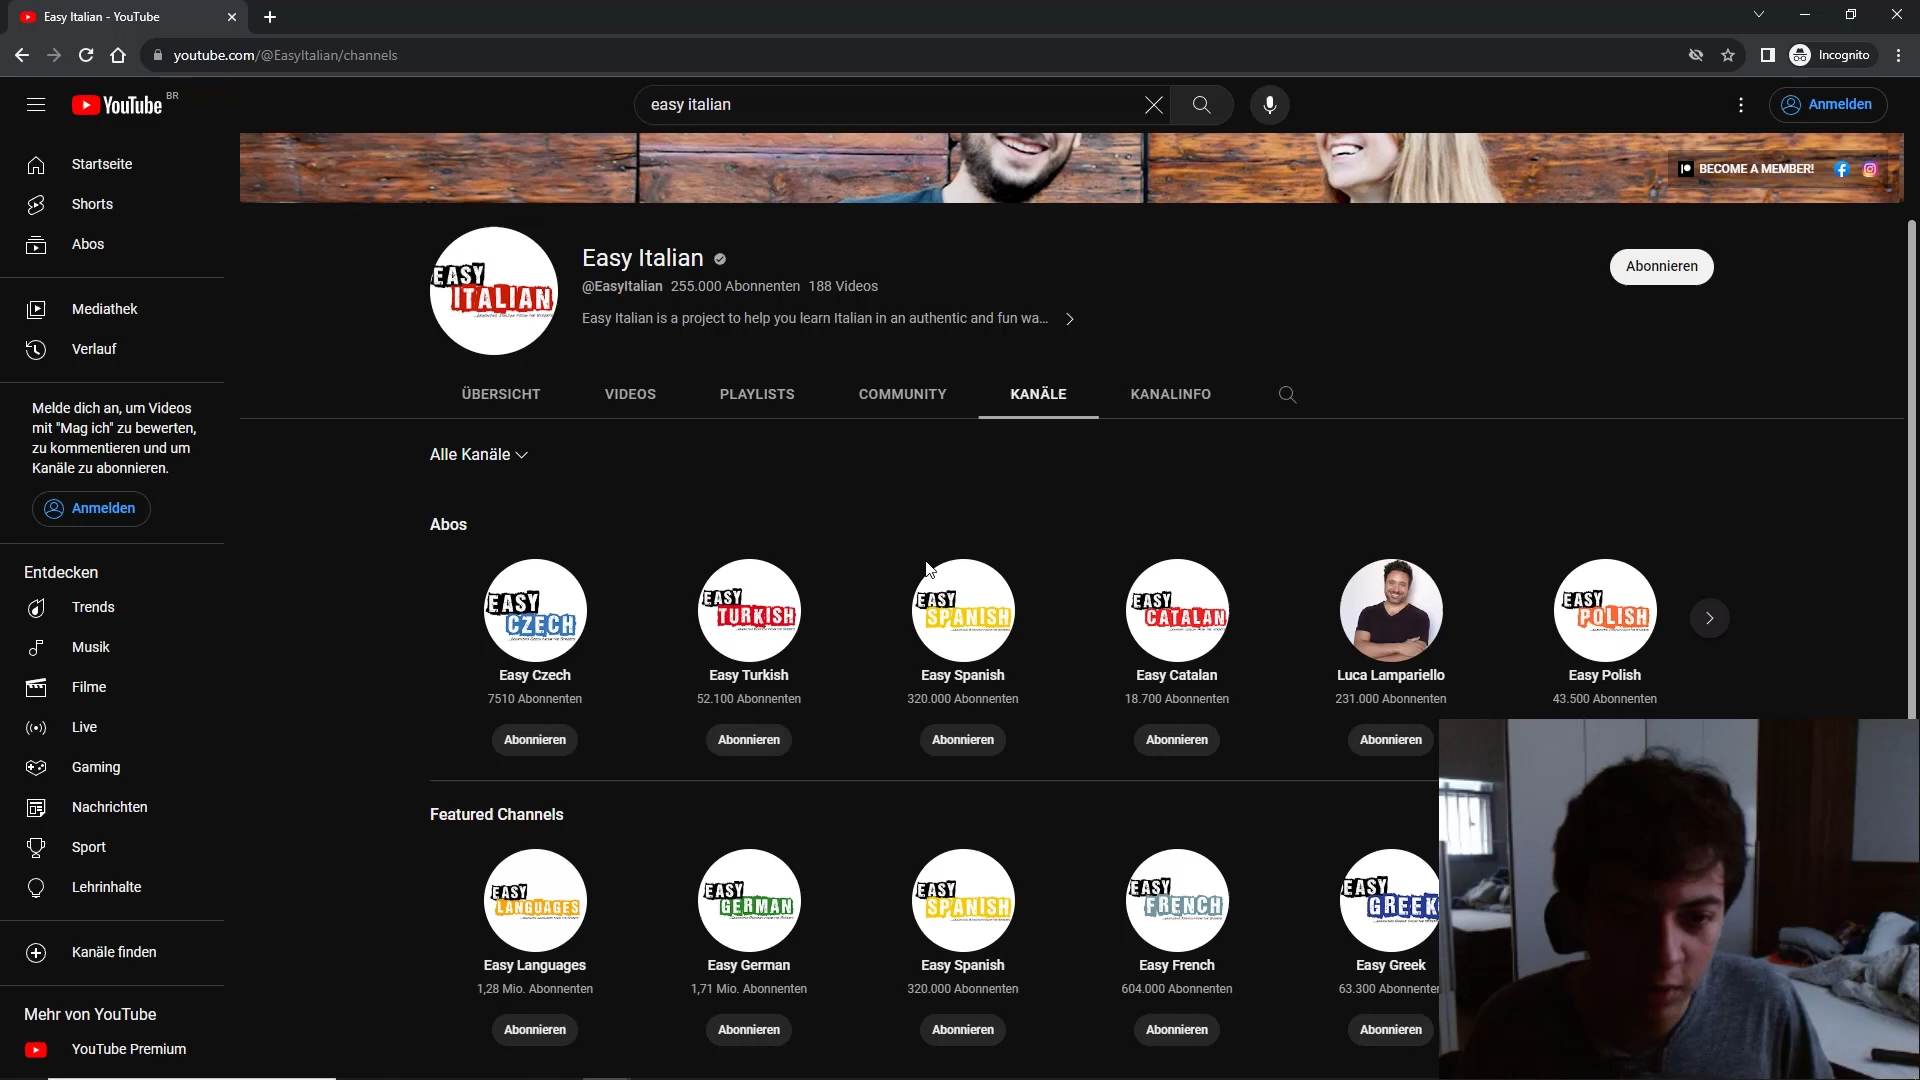 Easy Italian - YouTube
youtube.com/@EasyItalian/channels
Incognito
YouTube BR
easy italian
Anmelden
Startseite
Shorts
Abos
Mediathek
Verlauf
Melde dich an, um Videos
mit "Mag ich" zu bewerten,
zu kommentieren und um
Kanäle zu abonnieren.
Anmelden
Entdecken
Trends
Musik
Filme
Live
Gaming
Nachrichten
Sport
Lehrinhalte
Kanäle finden
Mehr von YouTube
YouTube Premium
BECOME A MEMBER!
EASY
ITALIAN
Easy Italian
@EasyItalian 255.000 Abonnenten 188 Videos
Easy Italian is a project to help you learn Italian in an authentic and fun wa...
Abonnieren
ÜBERSICHT VIDEOS PLAYLISTS COMMUNITY KANÄLE KANALINFO
Alle Kanäle
Abos
EASY
CZECH
Easy Czech
7510 Abonnenten
Abonnieren
EASY
TURKISH
Easy Turkish
52.100 Abonnenten
Abonnieren
EASY
SPANISH
Easy Spanish
320.000 Abonnenten
Abonnieren
EASY
CATALAN
Easy Catalan
18.700 Abonnenten
Abonnieren
Luca Lampariello
231.000 Abonnenten
Abonnieren
EASY
POLISH
Easy Polish
43.500 Abonnenten
Featured Channels
EASY
LANGUAGES
Easy Languages
1,28 Mio. Abonnenten
Abonnieren
EASY
GERMAN
Easy German
1,71 Mio. Abonnenten
Abonnieren
EASY
SPANISH
Easy Spanish
320.000 Abonnenten
Abonnieren
EASY
FRENCH
Easy French
604.000 Abonnenten
Abonnieren
EASY
GREEK
Easy Greek
63.300 Abonnenten
Abonnieren